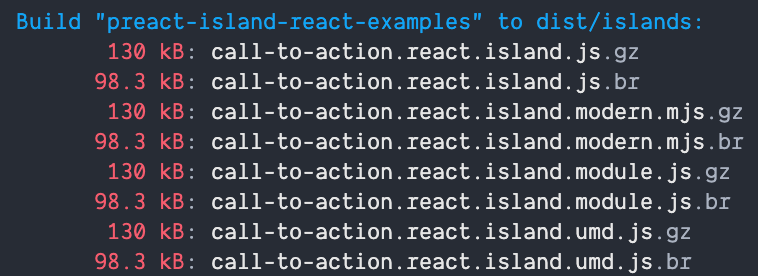 Build "preact-island-react-examples" to dist/islands:
130 kB: call-to-action.react.island.js.gz
98.3 kB: call-to-action.react.island.js.br
130 kB: call-to-action.react.island.modern.mjs.gz
98.3 kB: call-to-action.react.island.modern.mjs.br
130 kB: call-to-action.react.island.module.js.gz
98.3 kB: call-to-action.react.island.module.js.br
130 kB: call-to-action.react.island.umd.js.gz
98.3 kB: call-to-action.react.island.umd.js.br